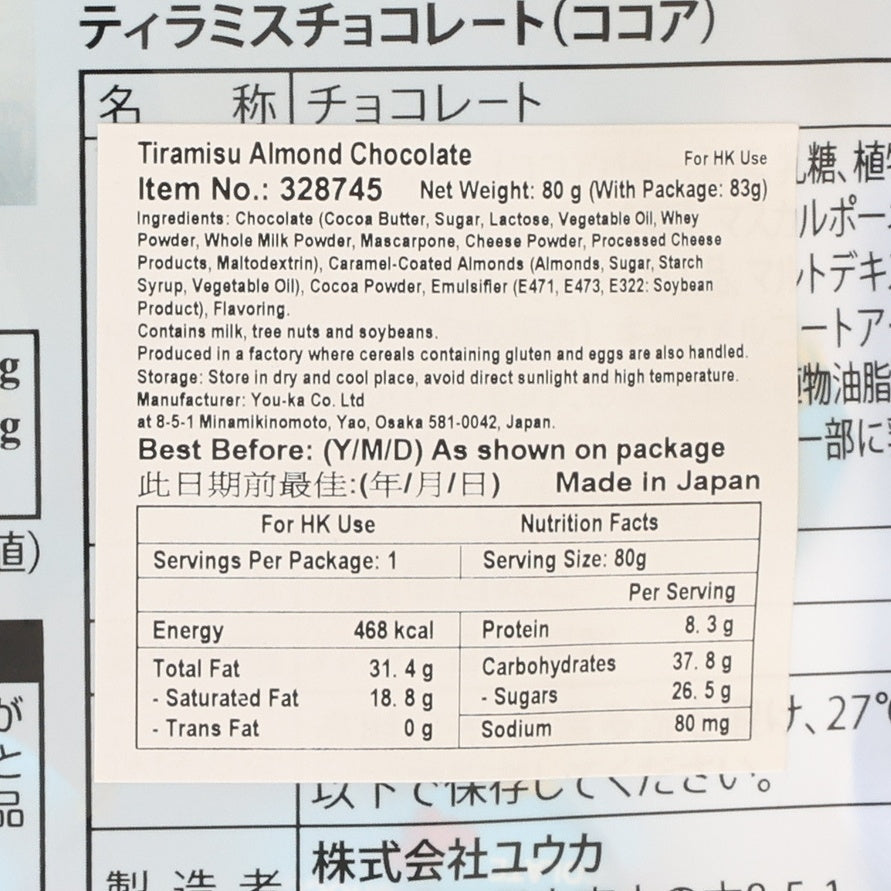 ティラミスチョコレート(ココア)
名 称 チョコレート
Tiramisu Almond Chocolate For HK Use
Item No.: 328745 Net Weight: 80 g (With Package: 83g)
Ingredients: Chocolate (Cocoa Butter, Sugar, Lactose, Vegetable Oil, Whey
Powder, Whole Milk Powder, Mascarpone, Cheese Powder, Processed Cheese
Products, Maltodextrin), Caramel-Coated Almonds (Almonds, Sugar, Starch
Syrup, Vegetable Oil), Cocoa Powder, Emulsifier (E471, E473, E322: Soybean
Product), Flavoring.
Contains milk, tree nuts and soybeans.
Produced in a factory where cereals containing gluten and eggs are also handled.
Storage: Store in dry and cool place, avoid direct sunlight and high temperature.
Manufacturer: You-ka Co. Ltd
at 8-5-1 Minamikinomoto, Yao, Osaka 581-0042, Japan.
Best Before: (Y/M/D) As shown on package
此日期前最佳:(年/月/日) Made in Japan
For HK Use Nutrition Facts
Servings Per Package: 1 Serving Size: 80g
Per Serving
Energy 468 kcal Protein 8.3 g
Total Fat 31.4 g Carbohydrates 37.8 g
- Saturated Fat 18.8 g - Sugars 26.5 g
- Trans Fat 0 g Sodium 80 mg
糖、植
ルポー
トデキ
ートア
物油脂
一部に
、27℃
以下で保存してください。
製 造 者 株式会社ユウカ
g
g
値)
が
と
品